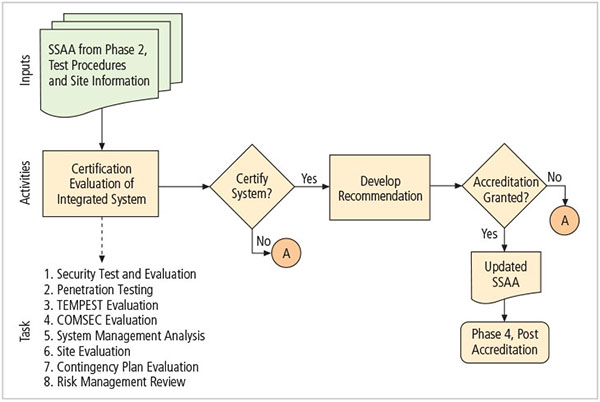 Inputs
SSAA from Phase 2,
Test Procedures
and Site Information
Activities
Certification
Evaluation of
Integrated System
Certify
System?
Yes
No
A
Develop
Recommendation
Accreditation
Granted?
No
A
Yes
Updated
SSAA
Phase 4, Post
Accreditation
Task
1. Security Test and Evaluation
2. Penetration Testing
3. TEMPEST Evaluation
4. COMSEC Evaluation
5. System Management Analysis
6. Site Evaluation
7. Contingency Plan Evaluation
8. Risk Management Review